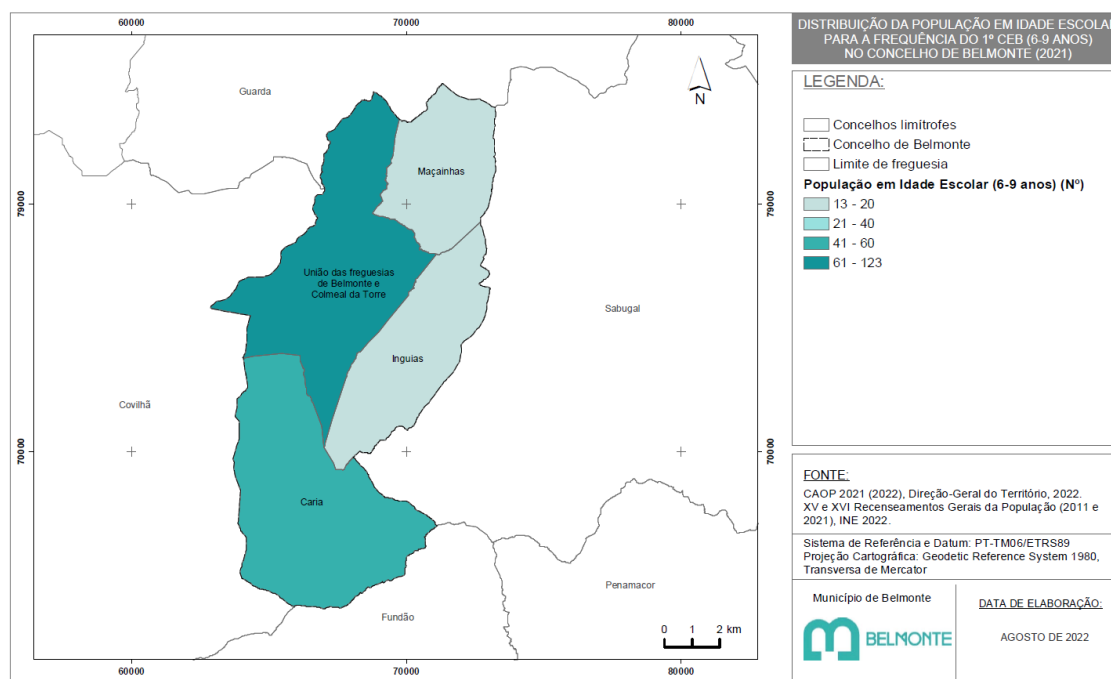 60000
70000
80000
79000
79000
70000
70000
Guarda
N
Maçainhas
União das freguesias
de Belmonte e
Colmeal da Torre
Sabugal
Inguias
Covilhã
Caria
Penamacor
Fundão
0 1 2 km
60000
70000
80000
DISTRIBUIÇÃO DA POPULAÇÃO EM IDADE ESCOLAR
PARA A FREQUÊNCIA DO 1º CEB (6-9 ANOS)
NO CONCELHO DE BELMONTE (2021)
LEGENDA:
Concelhos limítrofes
Concelho de Belmonte
Limite de freguesia
População em Idade Escolar (6-9 anos) (Nº)
13 - 20
21 - 40
41 - 60
61 - 123
FONTE:
CAOP 2021 (2022), Direção-Geral do Território, 2022.
XV e XVI Recenseamentos Gerais da População (2011 e
2021), INE 2022.
Sistema de Referência e Datum: PT-TM06/ETRS89
Projeção Cartográfica: Geodetic Reference System 1980,
Transversa de Mercator
Município de Belmonte
BELMONTE
DATA DE ELABORAÇÃO:
AGOSTO DE 2022